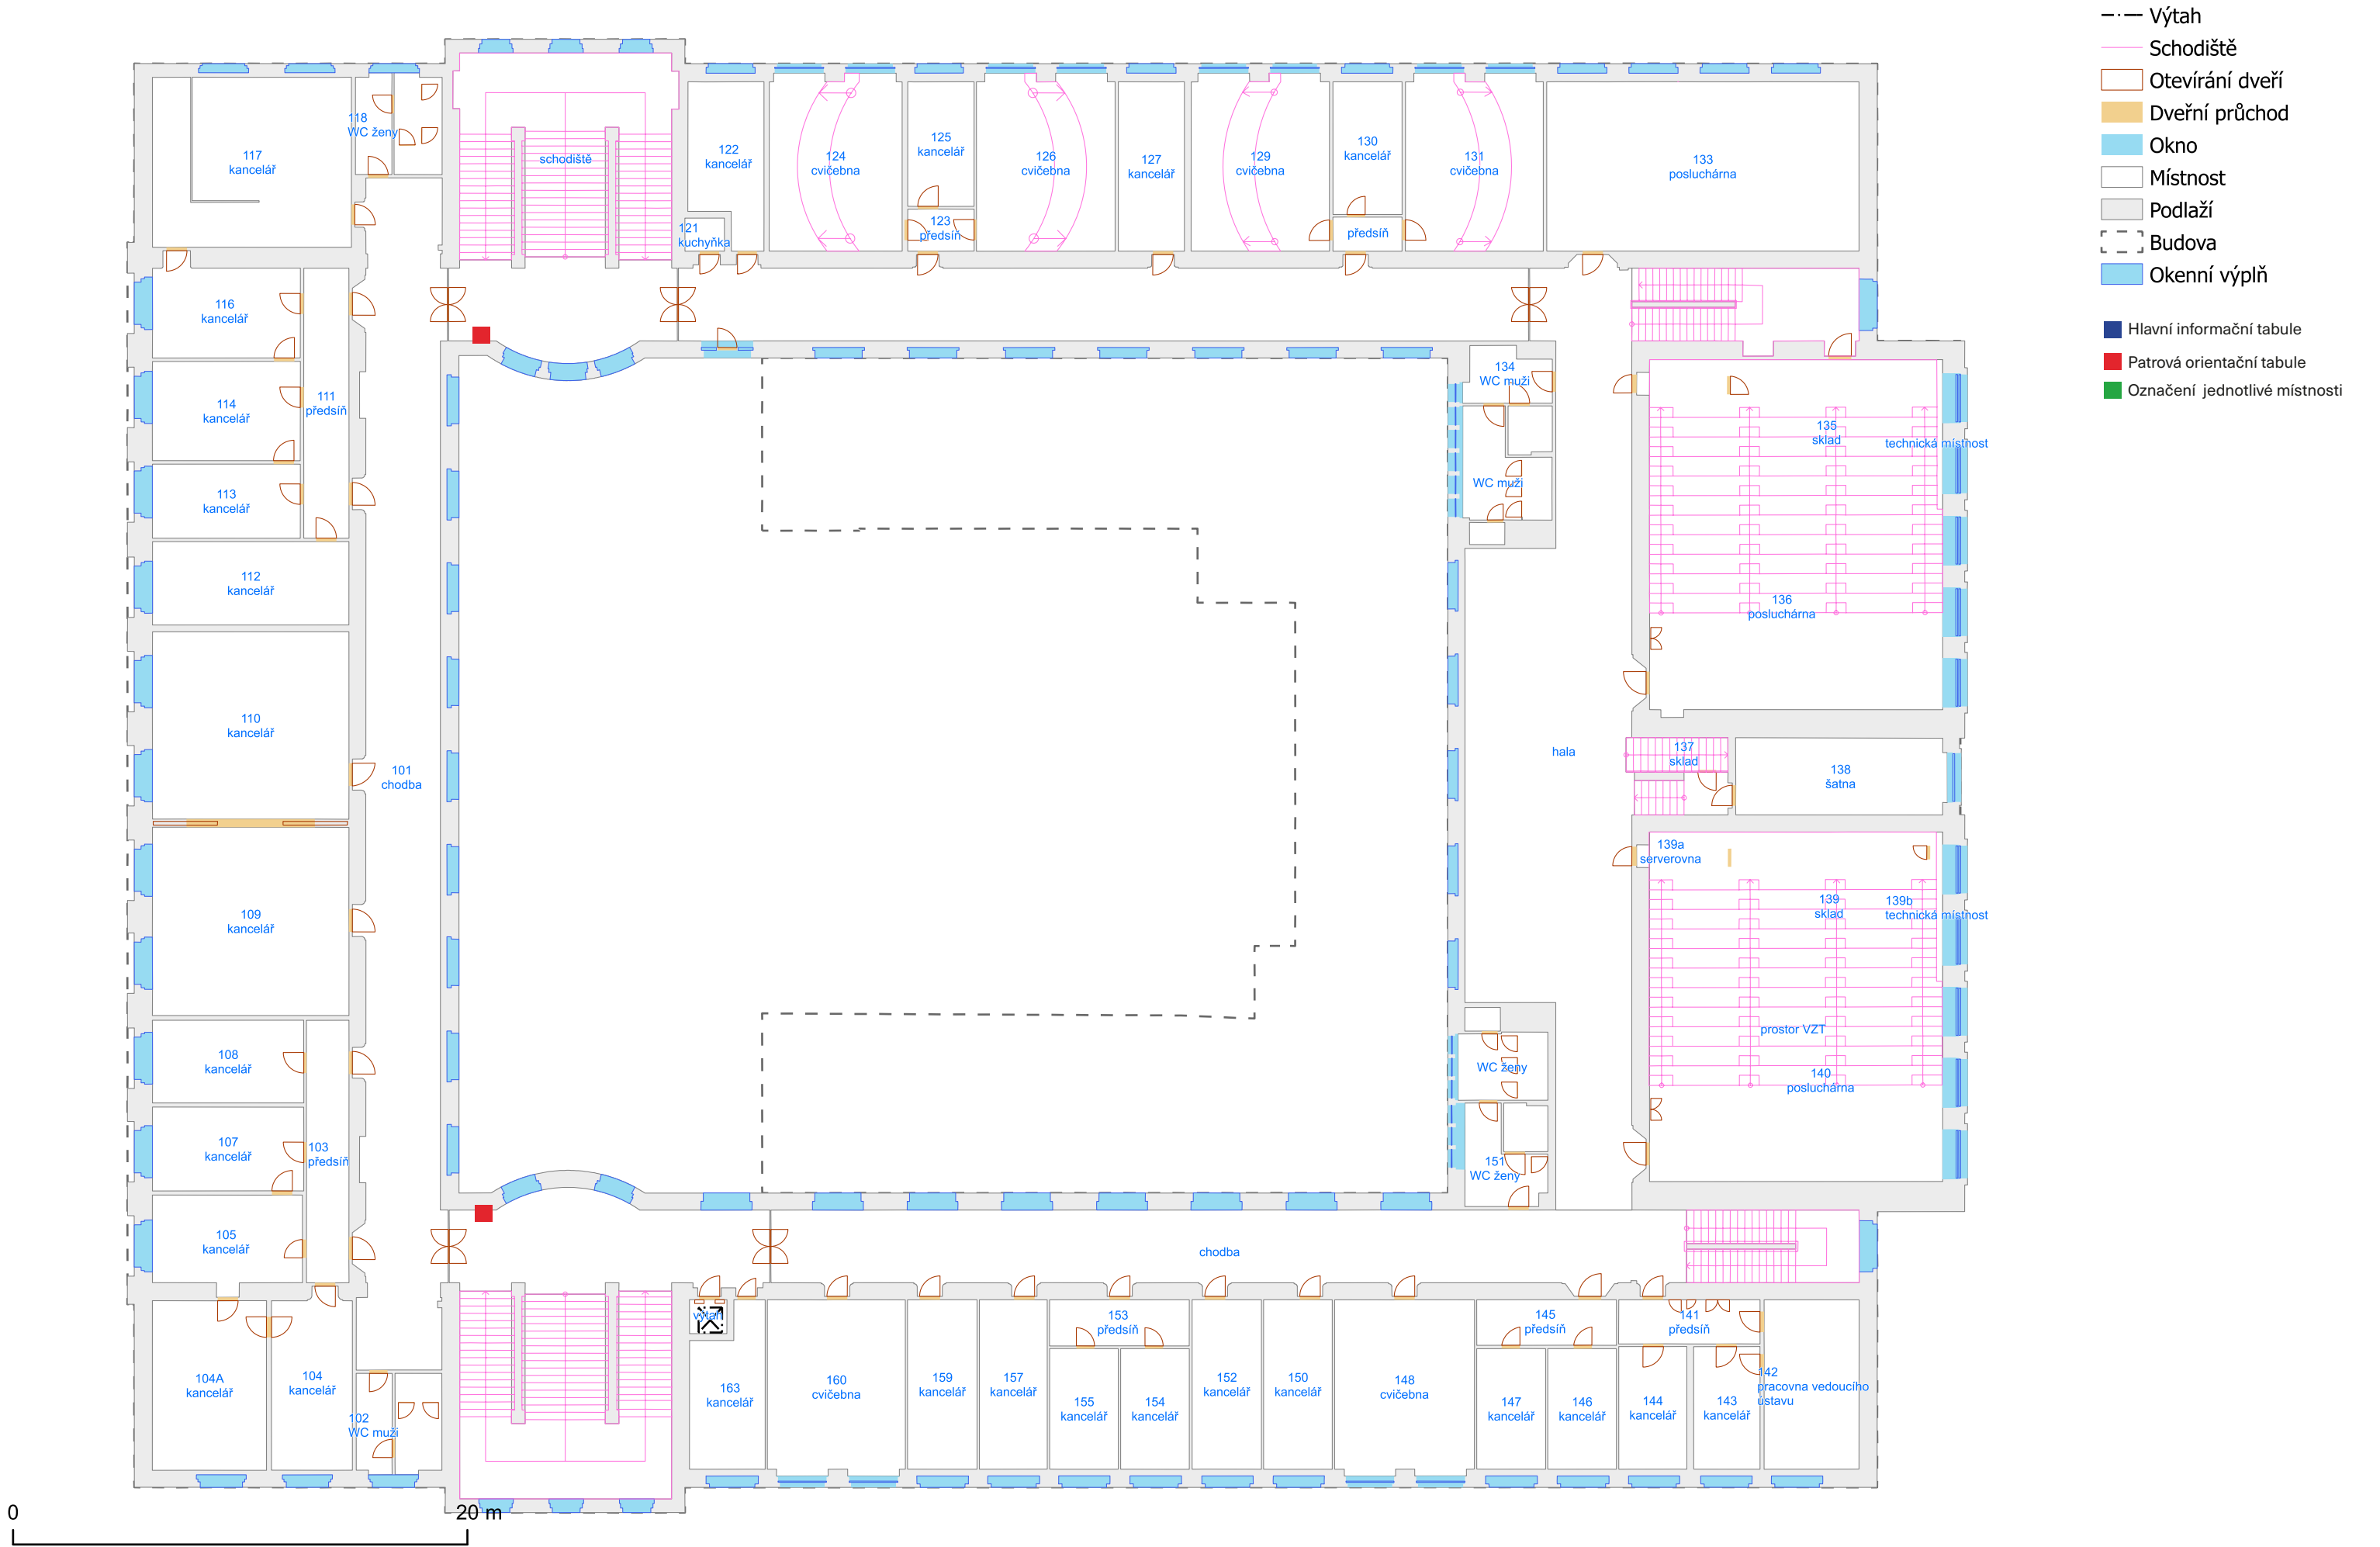 Výtah
Schodiště
Otevírání dveří
Dveřní průchod
Okno
Místnost
Podlaží
Budova
Okenní výplň
Hlavní informační tabule
Patrová orientační tabule
Označení jednotlivé místnosti
117
kancelář
118
WC ženy
schodiště
122
kancelář
121
kuchyňka
124
cvičebna
125
kancelář
123
předsíň
126
cvičebna
127
kancelář
129
cvičebna
130
kancelář
předsíň
131
cvičebna
133
posluchárna
116
kancelář
114
kancelář
111
předsíň
113
kancelář
112
kancelář
110
kancelář
101
chodba
109
kancelář
108
kancelář
107
kancelář
103
předsíň
105
kancelář
104A
kancelář
104
kancelář
102
WC muži
134
WC muži
WC muži
135
sklad
technická místnost
136
posluchárna
hala
137
sklad
138
šatna
139a
serverovna
139
sklad
139b
technická místnost
prostor VZT
140
posluchárna
WC ženy
151
WC ženy
chodba
výtah
163
kancelář
160
cvičebna
159
kancelář
157
kancelář
153
předsíň
155
kancelář
154
kancelář
152
kancelář
150
kancelář
148
cvičebna
145
předsíň
147
kancelář
146
kancelář
141
předsíň
144
kancelář
143
kancelář
142
pracovna vedoucího
ústavu
0
20 m